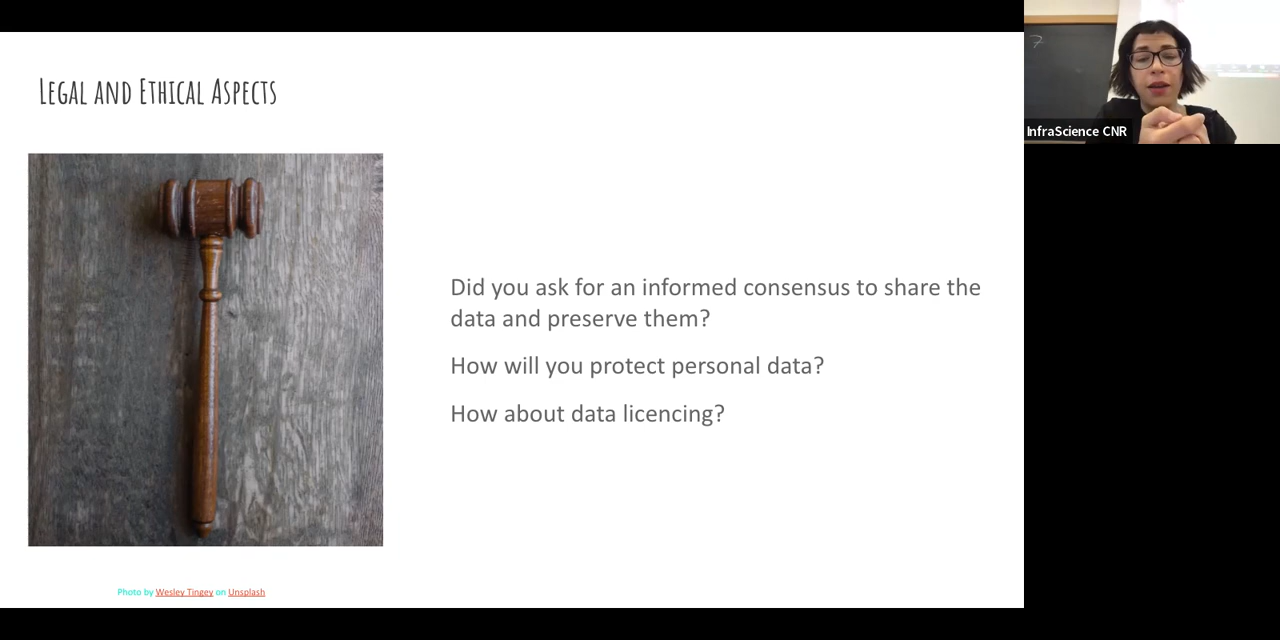 Legal and Ethical Aspects
Did you ask for an informed consensus to share the
data and preserve them?
How will you protect personal data?
How about data licencing?
Photo by Wesley Tingey on Unsplash
InfraScience CNR
7